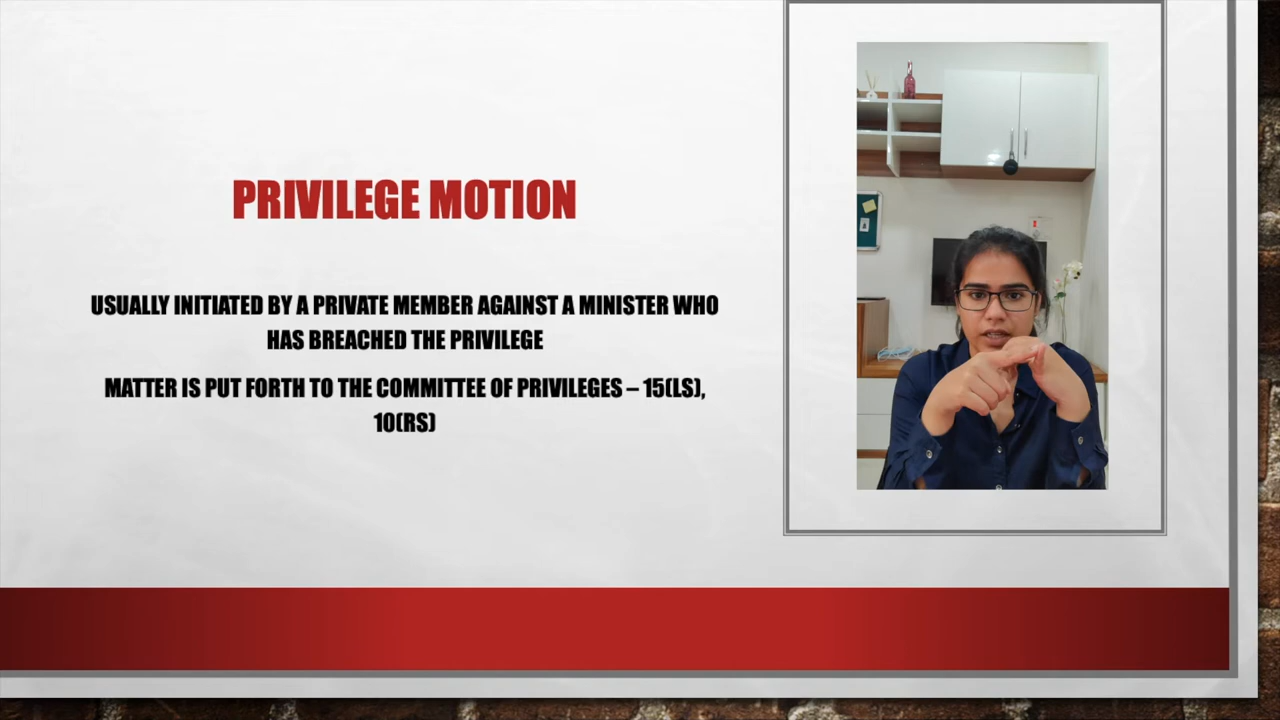 PRIVILEGE MOTION
USUALLY INITIATED BY A PRIVATE MEMBER AGAINST A MINISTER WHO
HAS BREACHED THE PRIVILEGE
MATTER IS PUT FORTH TO THE COMMITTEE OF PRIVILEGES – 15(LS),
10(RS)